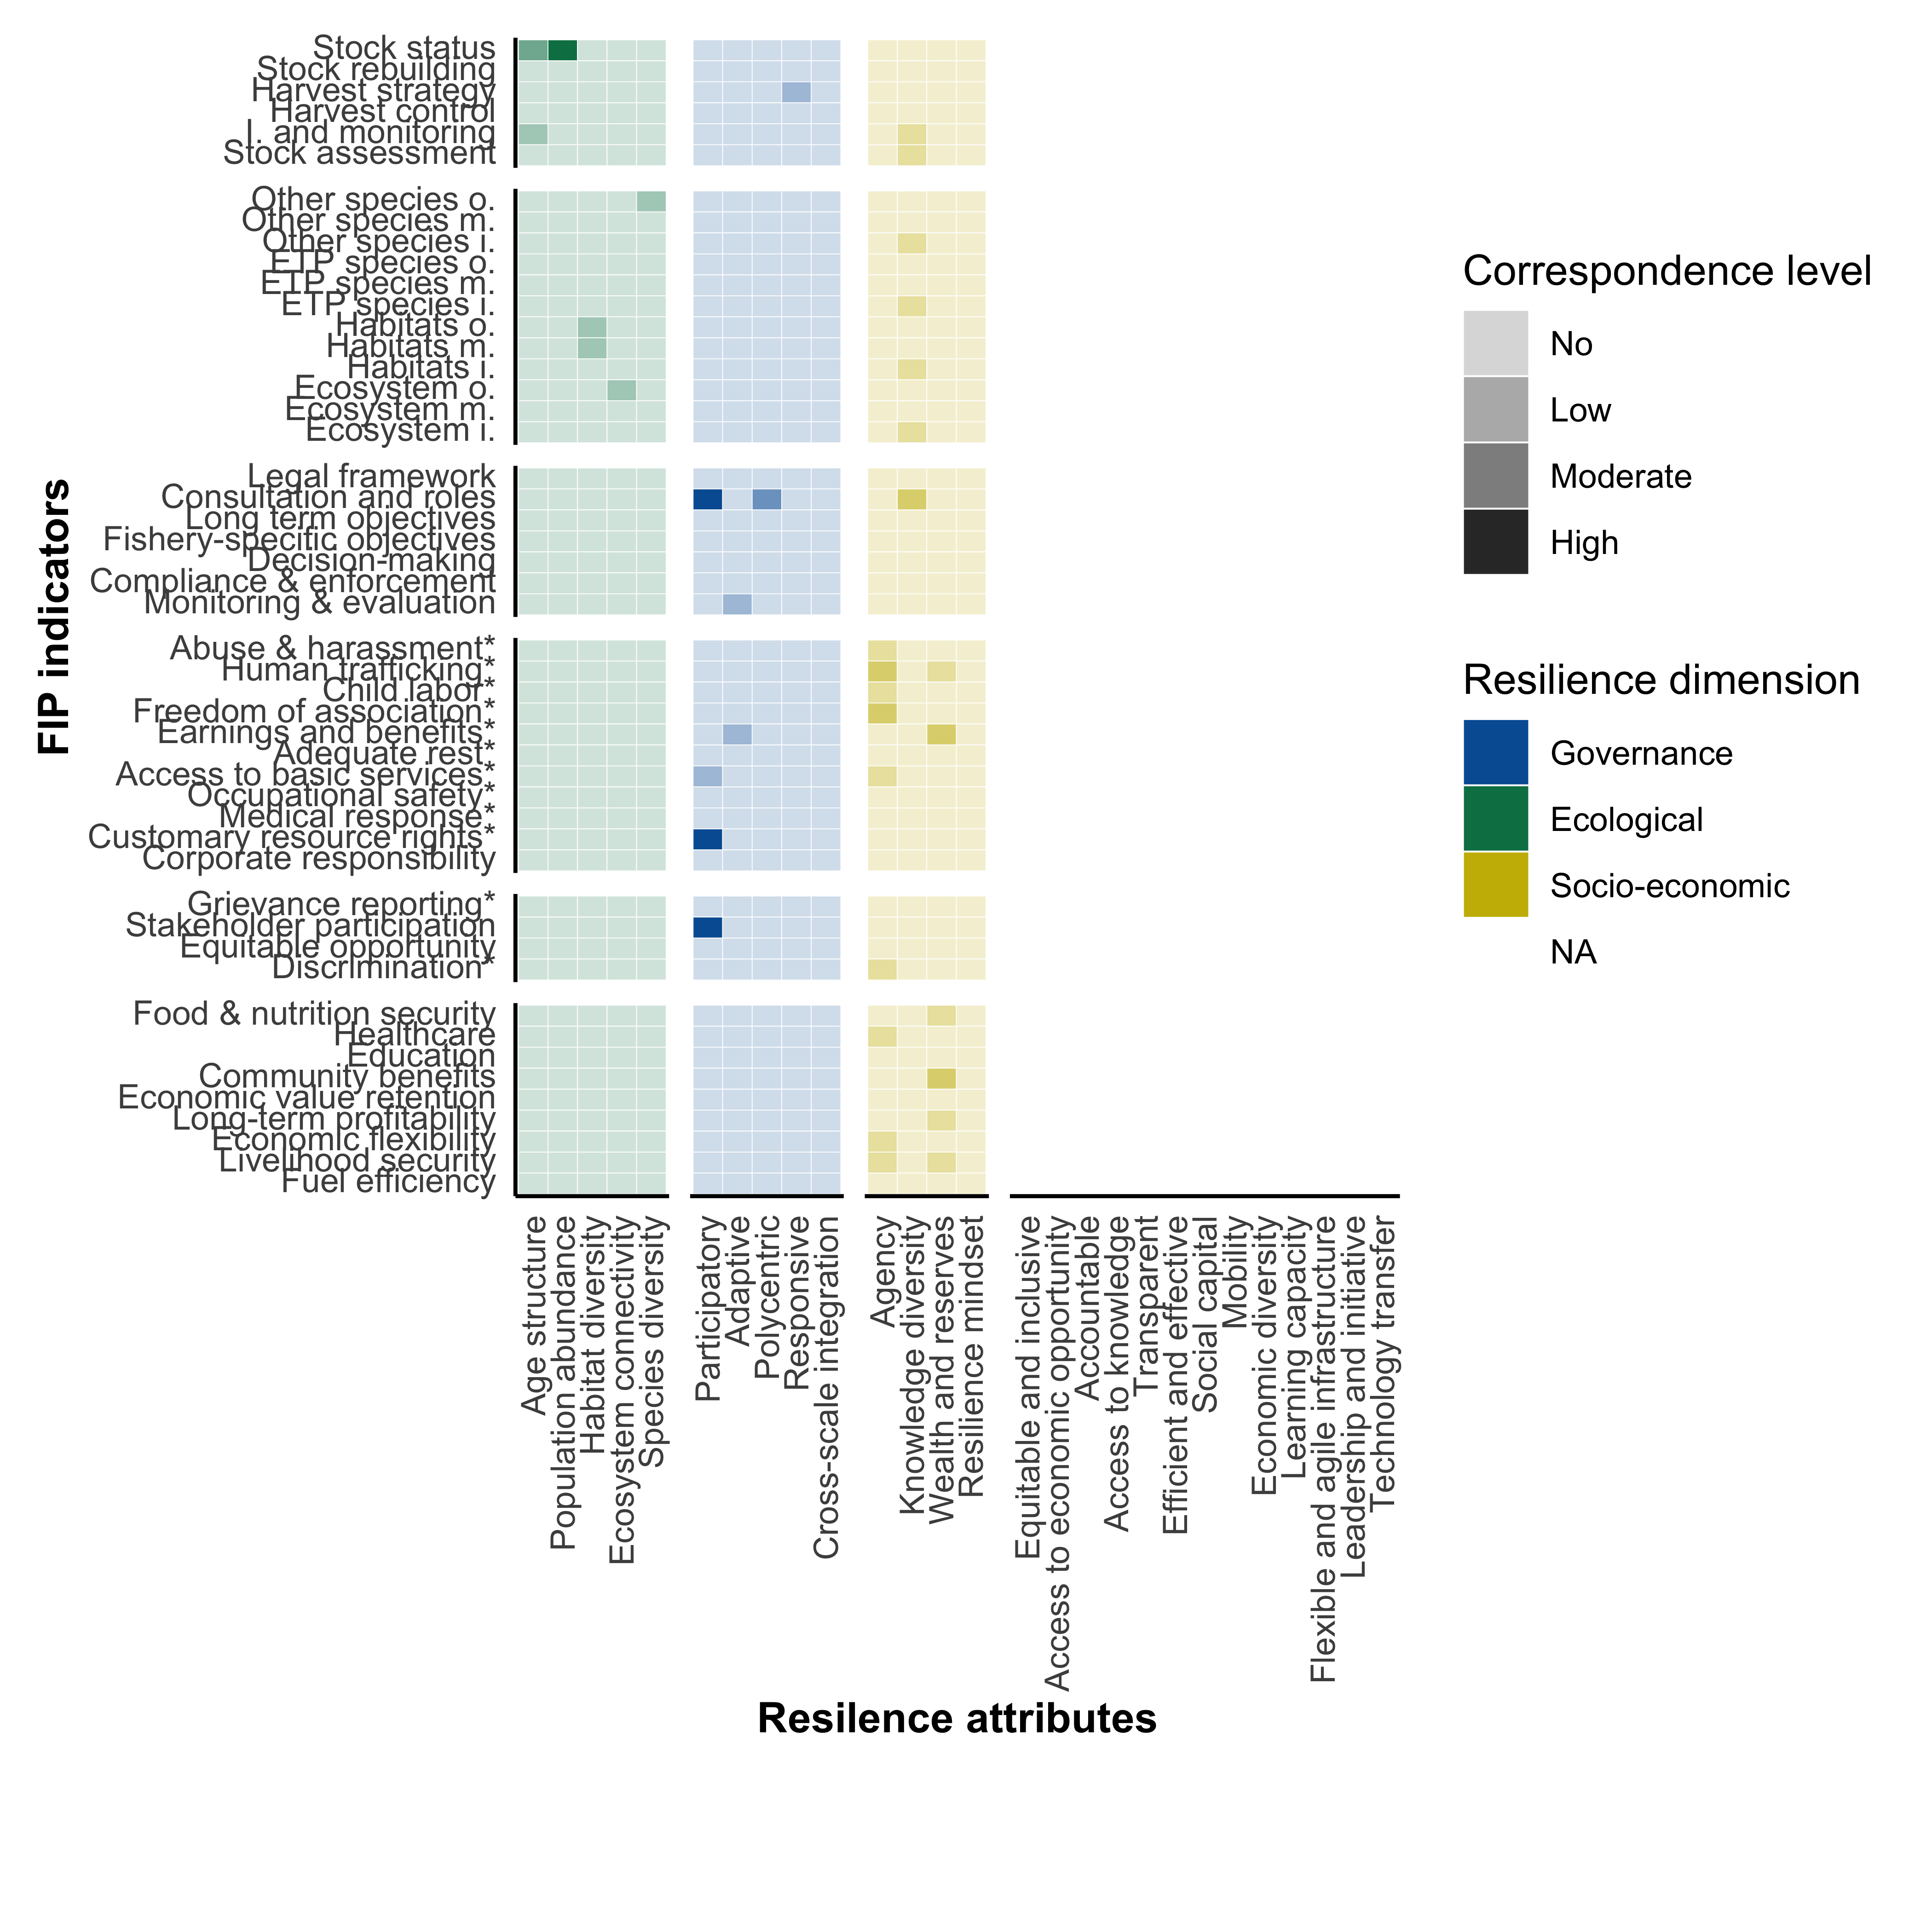 Stock status
Stock rebuilding
Harvest strategy
Harvest control
I. and monitoring
Stock assessment
Other species o.
Other species m.
Other species i.
ETP species o.
ETP species m.
ETP species i.
Habitats o.
Habitats m.
Habitats i.
Ecosystem o.
Ecosystem m.
Ecosystem i.
Legal framework
Consultation and roles
Long term objectives
Fishery-specific objectives
Decision-making
Compliance & enforcement
Monitoring & evaluation
Abuse & harassment*
Human trafficking*
Child labor*
Freedom of association*
Earnings and benefits*
Adequate rest*
Access to basic services*
Occupational safety*
Medical response*
Customary resource rights*
Corporate responsibility
Grievance reporting*
Stakeholder participation
Equitable opportunity
Discrimination*
Food & nutrition security
Healthcare
Education
Community benefits
Economic value retention
Long-term profitability
Economic flexibility
Livelihood security
Fuel efficiency
FIP indicators
Age structure
Population abundance
Habitat diversity
Ecosystem connectivity
Species diversity
Participatory
Adaptive
Polycentric
Responsive
Cross-scale integration
Agency
Knowledge diversity
Wealth and reserves
Resilience mindset
Equitable and inclusive
Access to economic opportunity
Accountable
Access to knowledge
Transparent
Efficient and effective
Social capital
Mobility
Economic diversity
Learning capacity
Flexible and agile infrastructure
Leadership and initiative
Technology transfer
Resilence attributes
Correspondence level
No
Low
Moderate
High
Resilience dimension
Governance
Ecological
Socio-economic
NA